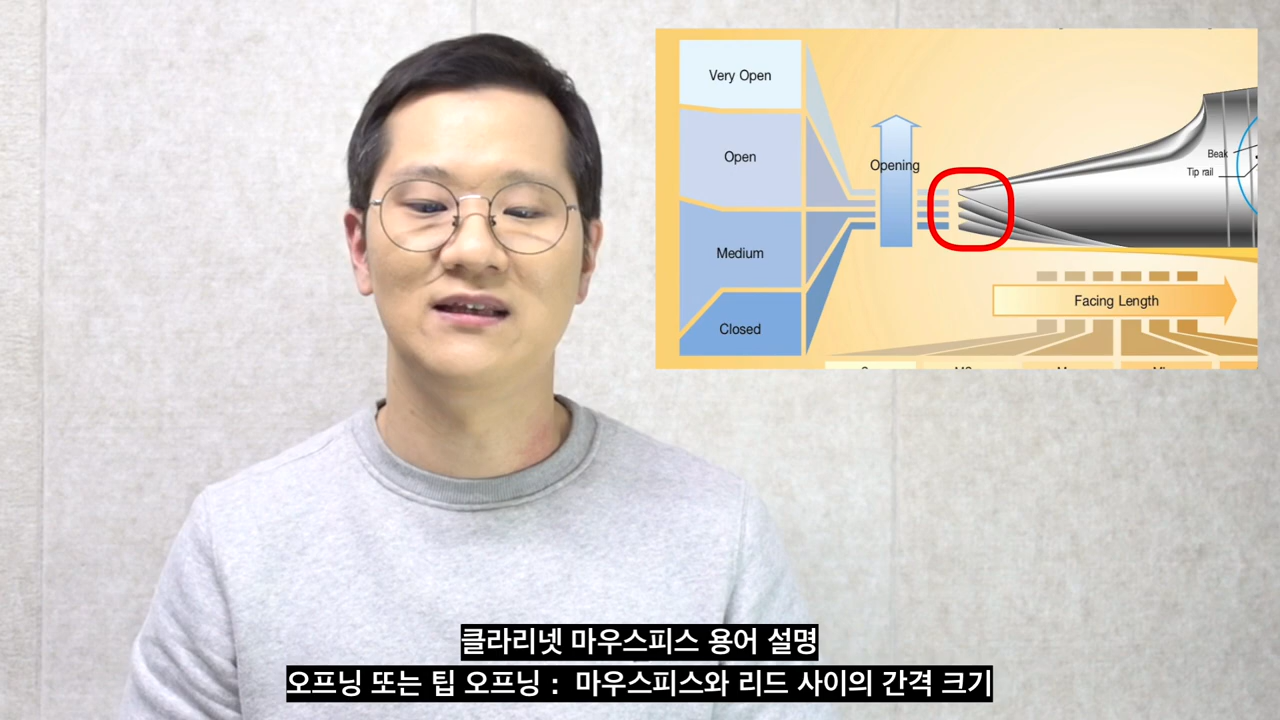 Very Open
Open
Medium
Closed
Opening
Beak
Tip rail
Facing Length
클라리넷 마우스피스 용어 설명
오프닝 또는 팁 오프닝 : 마우스피스와 리드 사이의 간격 크기